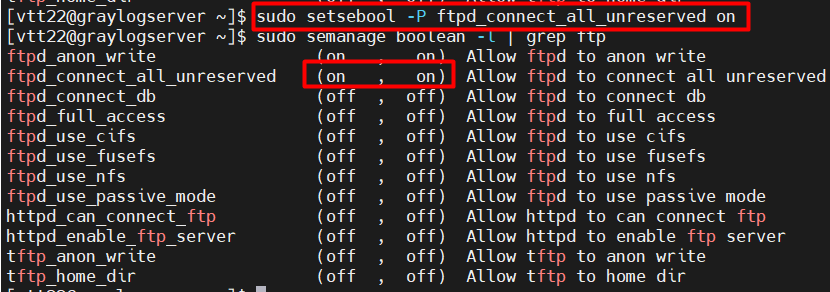 [vtt22@graylogserver ~]$ sudo setsebool -P ftpd_connect_all_unreserved on
[vtt22@graylogserver ~]$ sudo semanage boolean -l | grep ftp
ftpd_anon_write (on , on) Allow ftpd to anon write
ftpd_connect_all_unreserved (on , on) Allow ftpd to connect all unreserved
ftpd_connect_db (off , off) Allow ftpd to connect db
ftpd_full_access (off , off) Allow ftpd to full access
ftpd_use_cifs (off , off) Allow ftpd to use cifs
ftpd_use_fusefs (off , off) Allow ftpd to use fusefs
ftpd_use_nfs (off , off) Allow ftpd to use nfs
ftpd_use_passive_mode (off , off) Allow ftpd to use passive mode
httpd_can_connect_ftp (off , off) Allow httpd to can connect ftp
httpd_enable_ftp_server (off , off) Allow httpd to enable ftp server
tftp_anon_write (off , off) Allow tftp to anon write
tftp_home_dir (off , off) Allow tftp to home dir
[vtt22@graylogserver ~]$